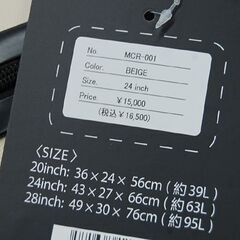 No. MCR-001
Color. BEIGE
Size. 24 inch
Price ￥15,000
(税込￥16,500)
〈SIZE〉
20inch: 36×24×56cm(約39L)
24inch: 43×27×66cm(約63L)
28inch: 49×30×76cm(約95L)